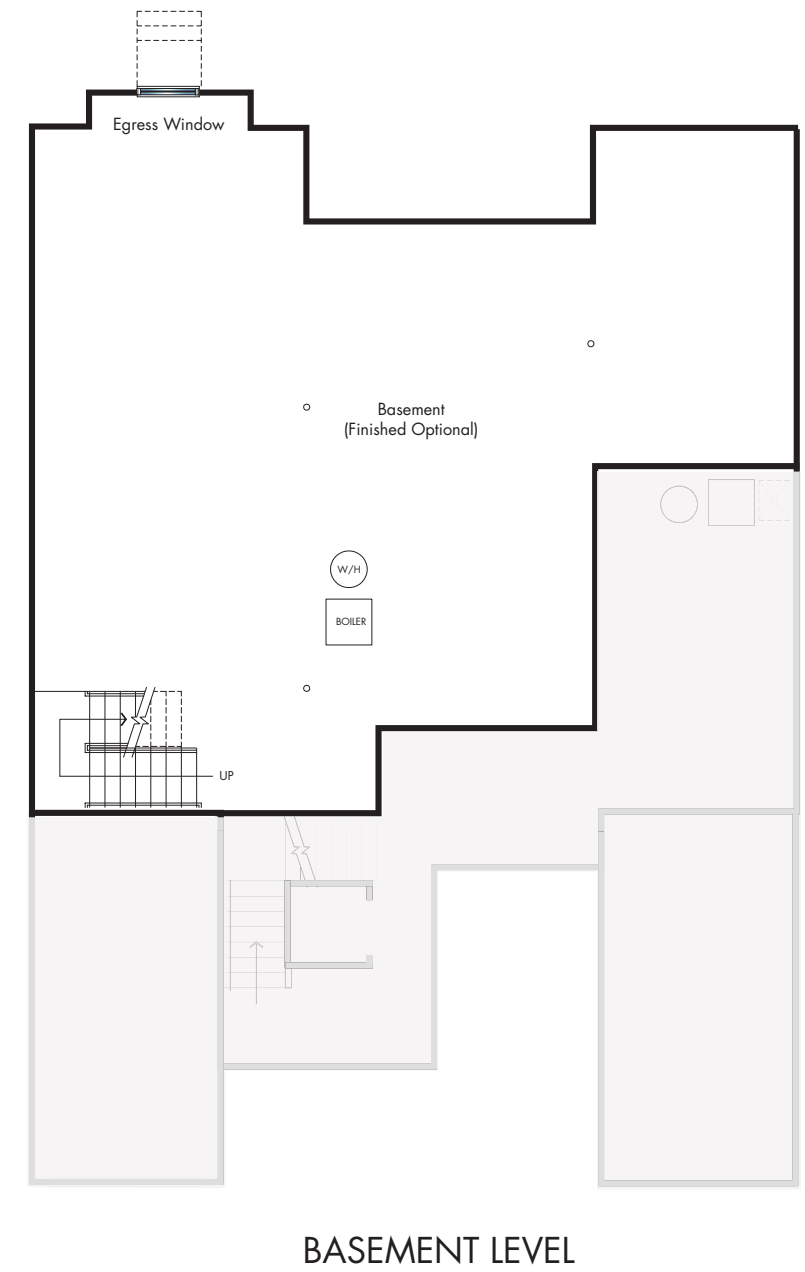 Egress Window
Basement
(Finished Optional)
W/H
BOILER
UP
BASEMENT LEVEL